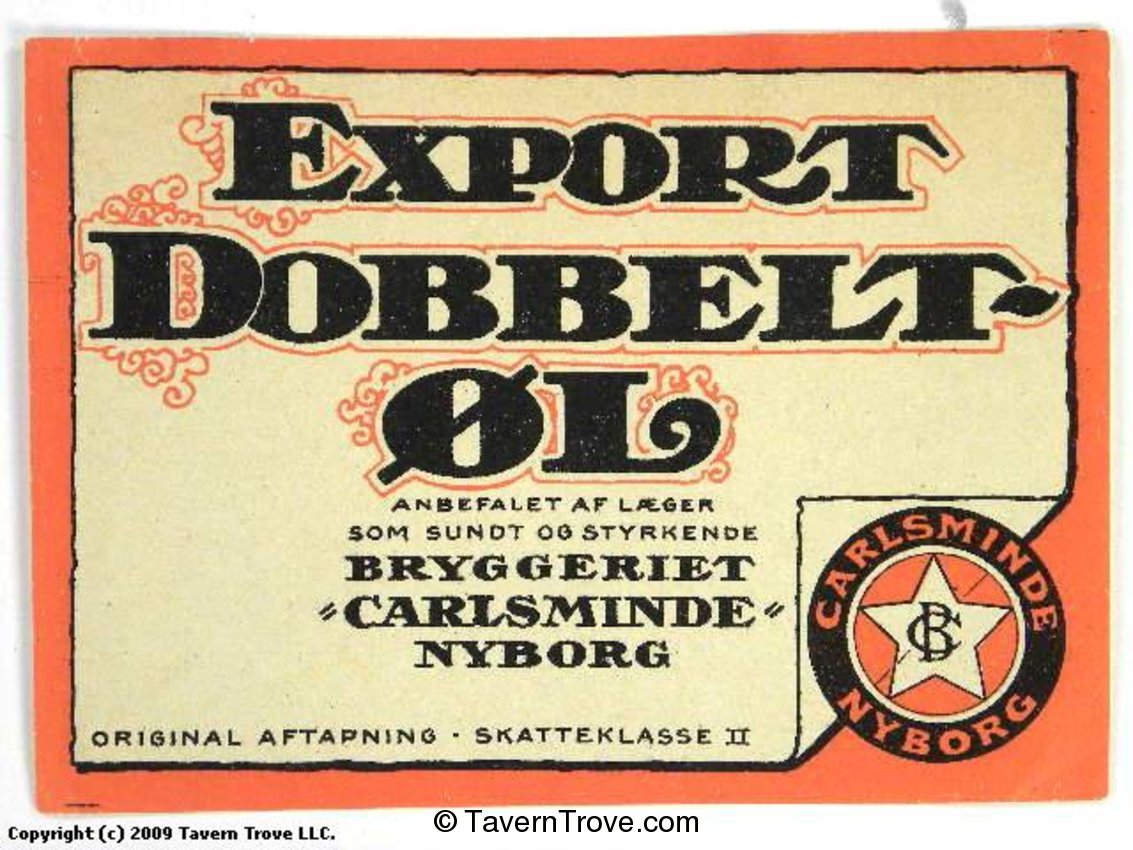 EXPORT
DOBBELT-
ØL
ANBEFALET AF LÆGER
SOM SUNDT OG STYRKENDE
BRYGGERIET
"CARLSMINDE"
NYBORG
CARLSMINDE
BC
NYBORG
ORIGINAL AFTAPNING · SKATTEKLASSE II
© TavernTrove.com
Copyright (c) 2009 Tavern Trove LLC.